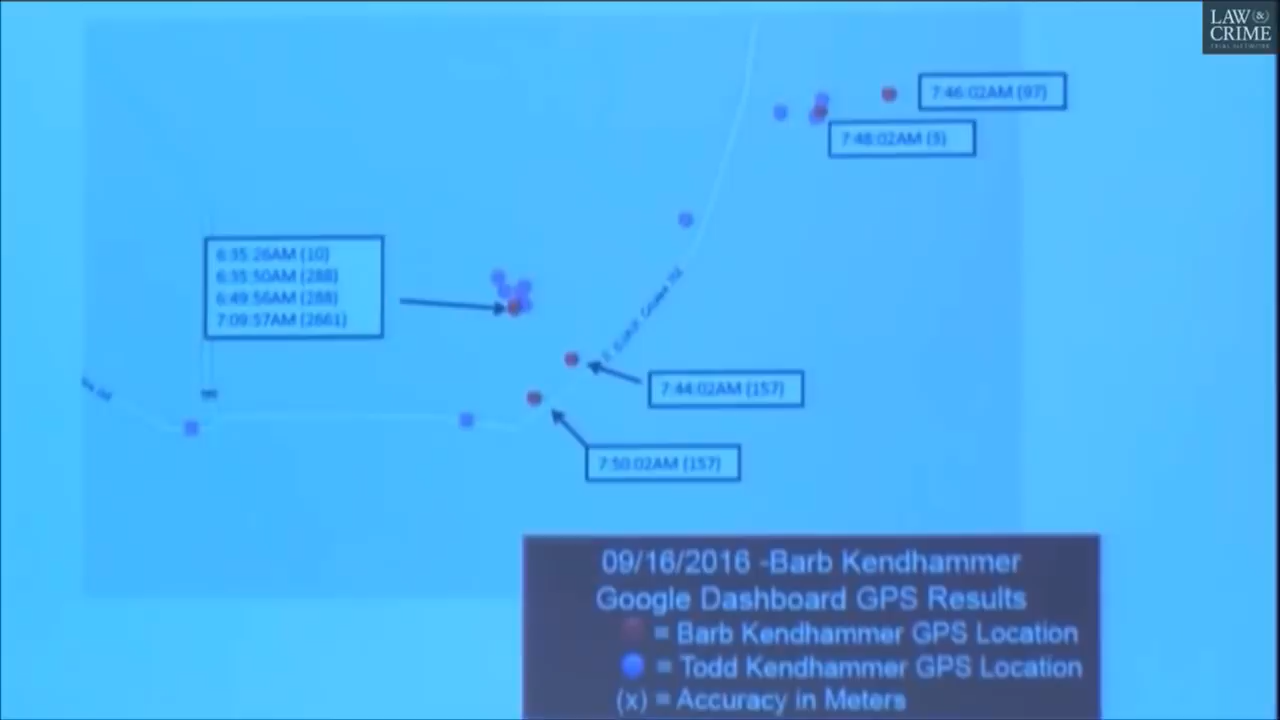 LAW &
CRIME
7:46:02AM (97)
7:48:02AM (3)
6:35:26AM (10)
6:35:50AM (288)
6:49:56AM (288)
7:09:57AM (2661)
7:44:02AM (157)
7:50:02AM (157)
09/16/2016 -Barb Kendhammer
Google Dashboard GPS Results
= Barb Kendhammer GPS Location
= Todd Kendhammer GPS Location
(x) = Accuracy in Meters